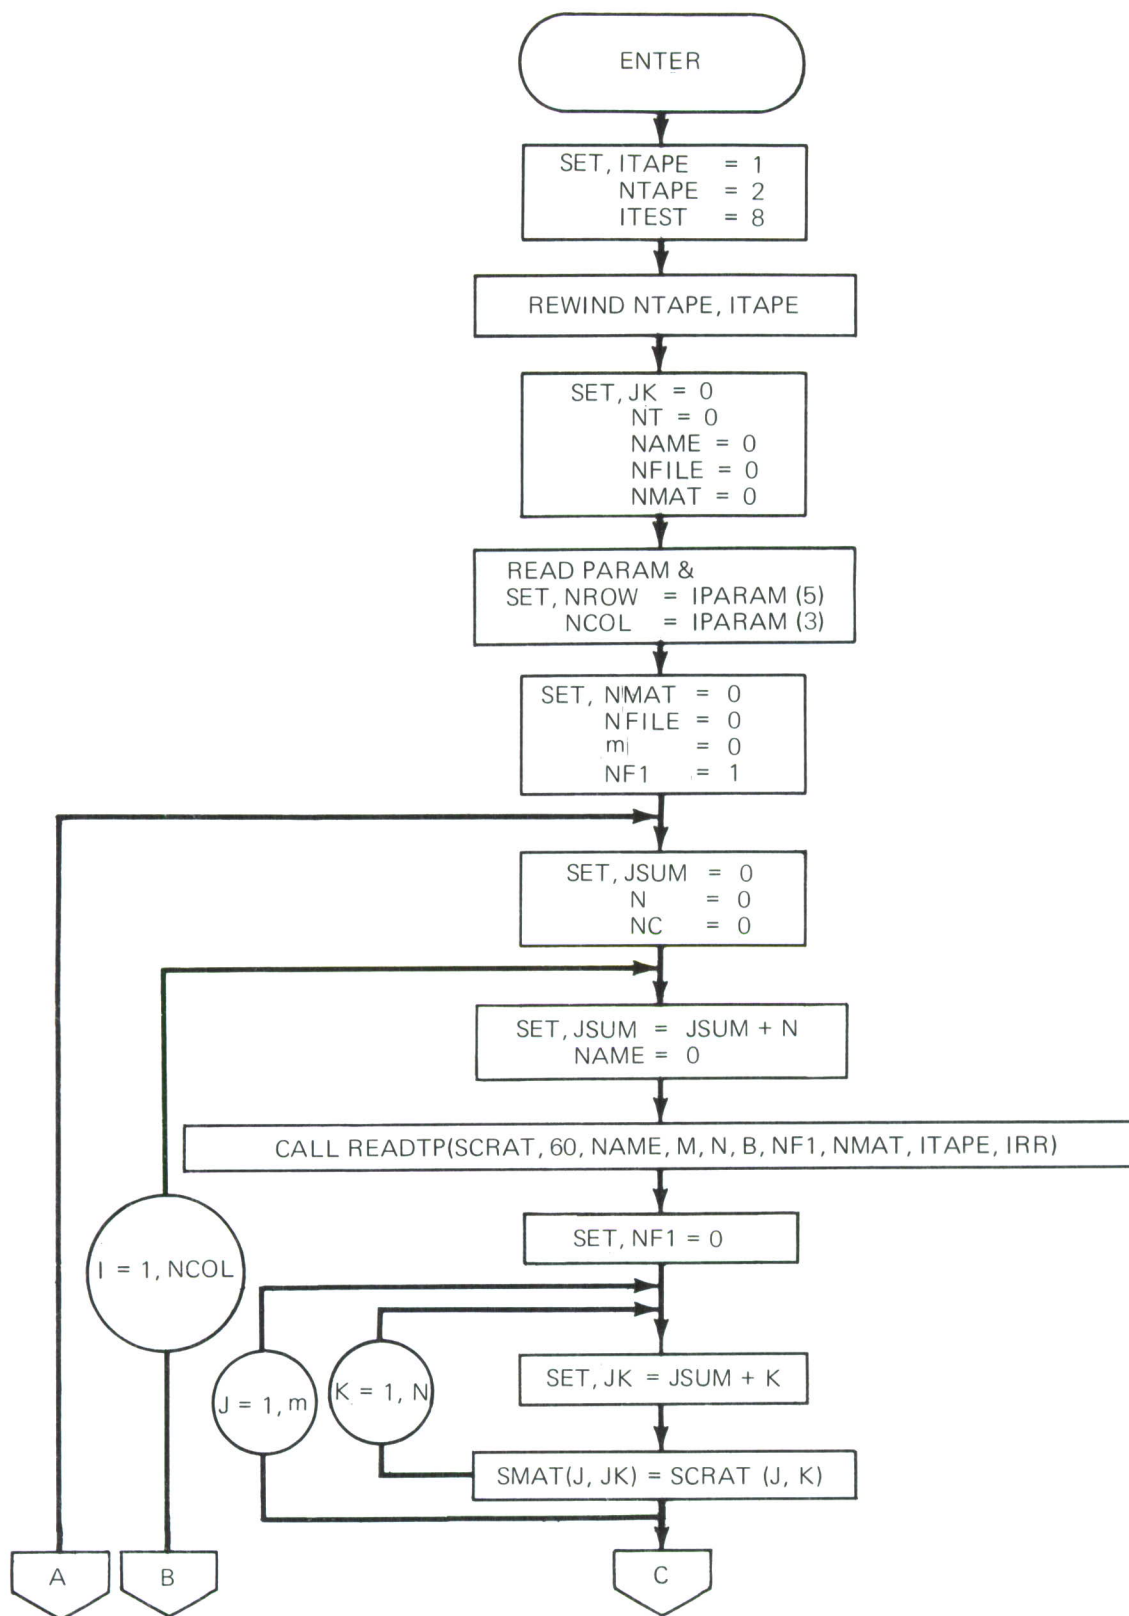 ENTER
SET, ITAPE = 1
NTAPE = 2
ITEST = 8
REWIND NTAPE, ITAPE
SET, JK = 0
NT = 0
NAME = 0
NFILE = 0
NMAT = 0
READ PARAM &
SET, NROW = IPARAM (5)
NCOL = IPARAM (3)
SET, NMAT = 0
NFILE = 0
m = 0
NF1 = 1
SET, JSUM = 0
N = 0
NC = 0
SET, JSUM = JSUM + N
NAME = 0
CALL READTP(SCRAT, 60, NAME, M, N, B, NF1, NMAT, ITAPE, IRR)
SET, NF1 = 0
I = 1, NCOL
J = 1, m
K = 1, N
SET, JK = JSUM + K
SMAT(J, JK) = SCRAT (J, K)
A
B
C